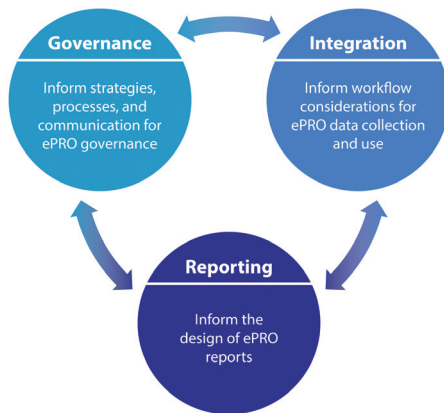 Governance
Inform strategies,
processes, and
communication for
ePRO governance
Integration
Inform workflow
considerations for
ePRO data collection
and use
Reporting
Inform the
design of ePRO
reports